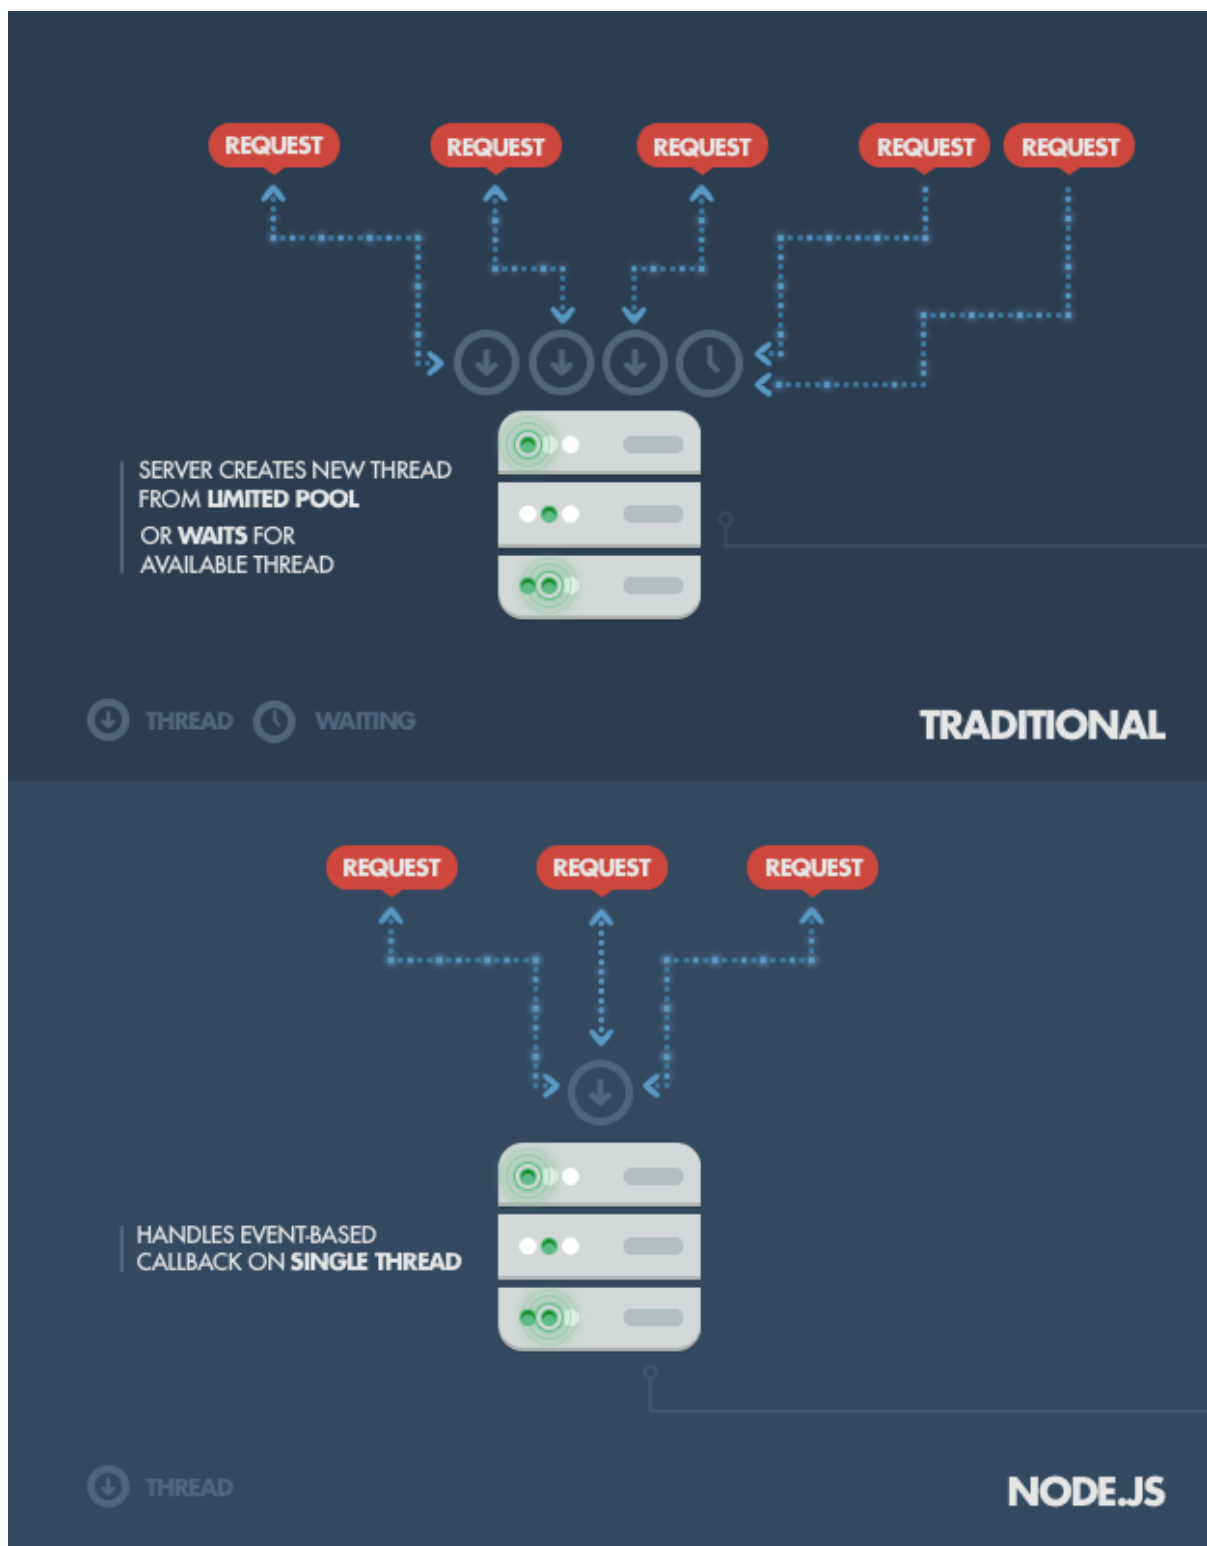 REQUEST
REQUEST
REQUEST
REQUEST
REQUEST
SERVER CREATES NEW THREAD
FROM LIMITED POOL
OR WAITS FOR
AVAILABLE THREAD
THREAD
WAITING
TRADITIONAL
REQUEST
REQUEST
REQUEST
HANDLES EVENT-BASED
CALLBACK ON SINGLE THREAD
THREAD
NODE.JS